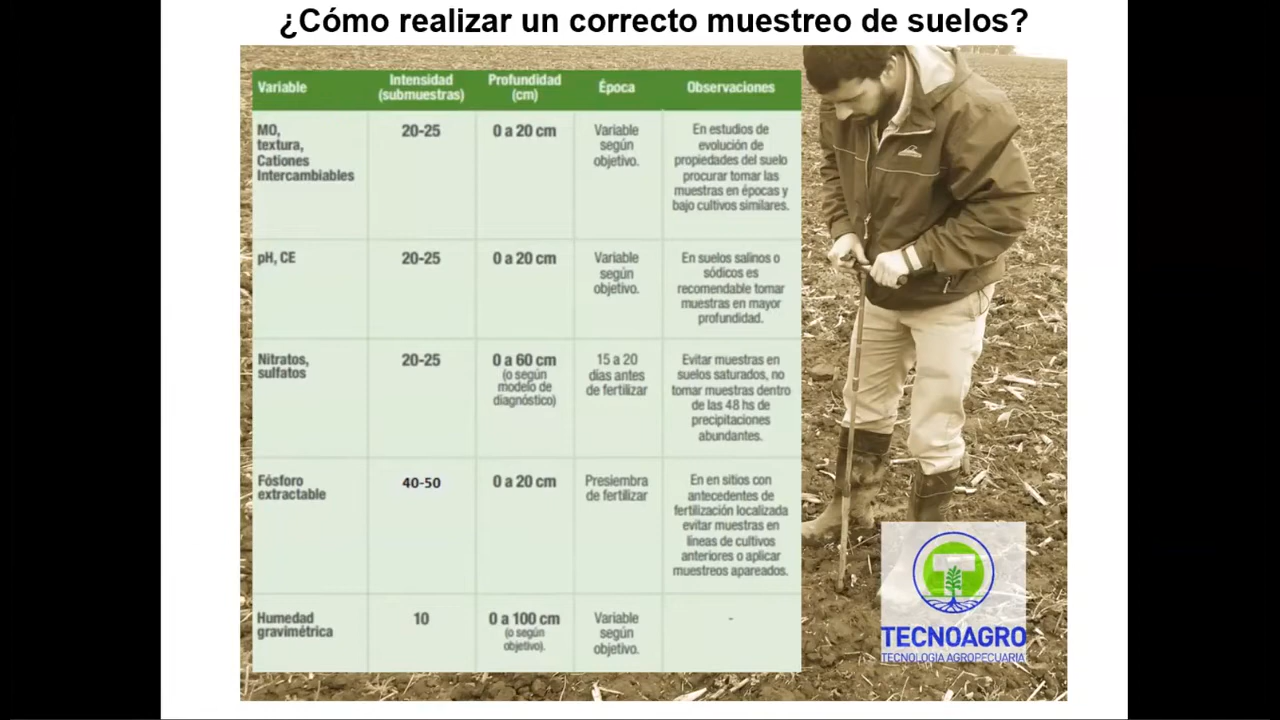 ¿Cómo realizar un correcto muestreo de suelos?
Variable
Intensidad
(submuestras)
Profundidad
(cm)
Época
Observaciones
MO,
textura,
Cationes
Intercambiables
20-25
0 a 20 cm
Variable
según
objetivo.
En estudios de
evolución de
propiedades del suelo
procurar tomar las
muestras en épocas y
bajo cultivos similares.
pH, CE
20-25
0 a 20 cm
Variable
según
objetivo.
En suelos salinos o
sódicos es
recomendable tomar
muestras en mayor
profundidad.
Nitratos,
sulfatos
20-25
0 a 60 cm
(o según
modelo de
diagnóstico)
15 a 20
días antes
de fertilizar
Evitar muestras en
suelos saturados, no
tomar muestras dentro
de las 48 hs de
precipitaciones
abundantes.
Fósforo
extractable
40-50
0 a 20 cm
Presiembra
de fertilizar
En en sitios con
antecedentes de
fertilización localizada
evitar muestras en
líneas de cultivos
anteriores o aplicar
muestreos apareados.
Humedad
gravimétrica
10
0 a 100 cm
(o según
objetivo).
Variable
según
objetivo.
-
TECNOAGRO
TECNOLOGIA AGROPECUARIA